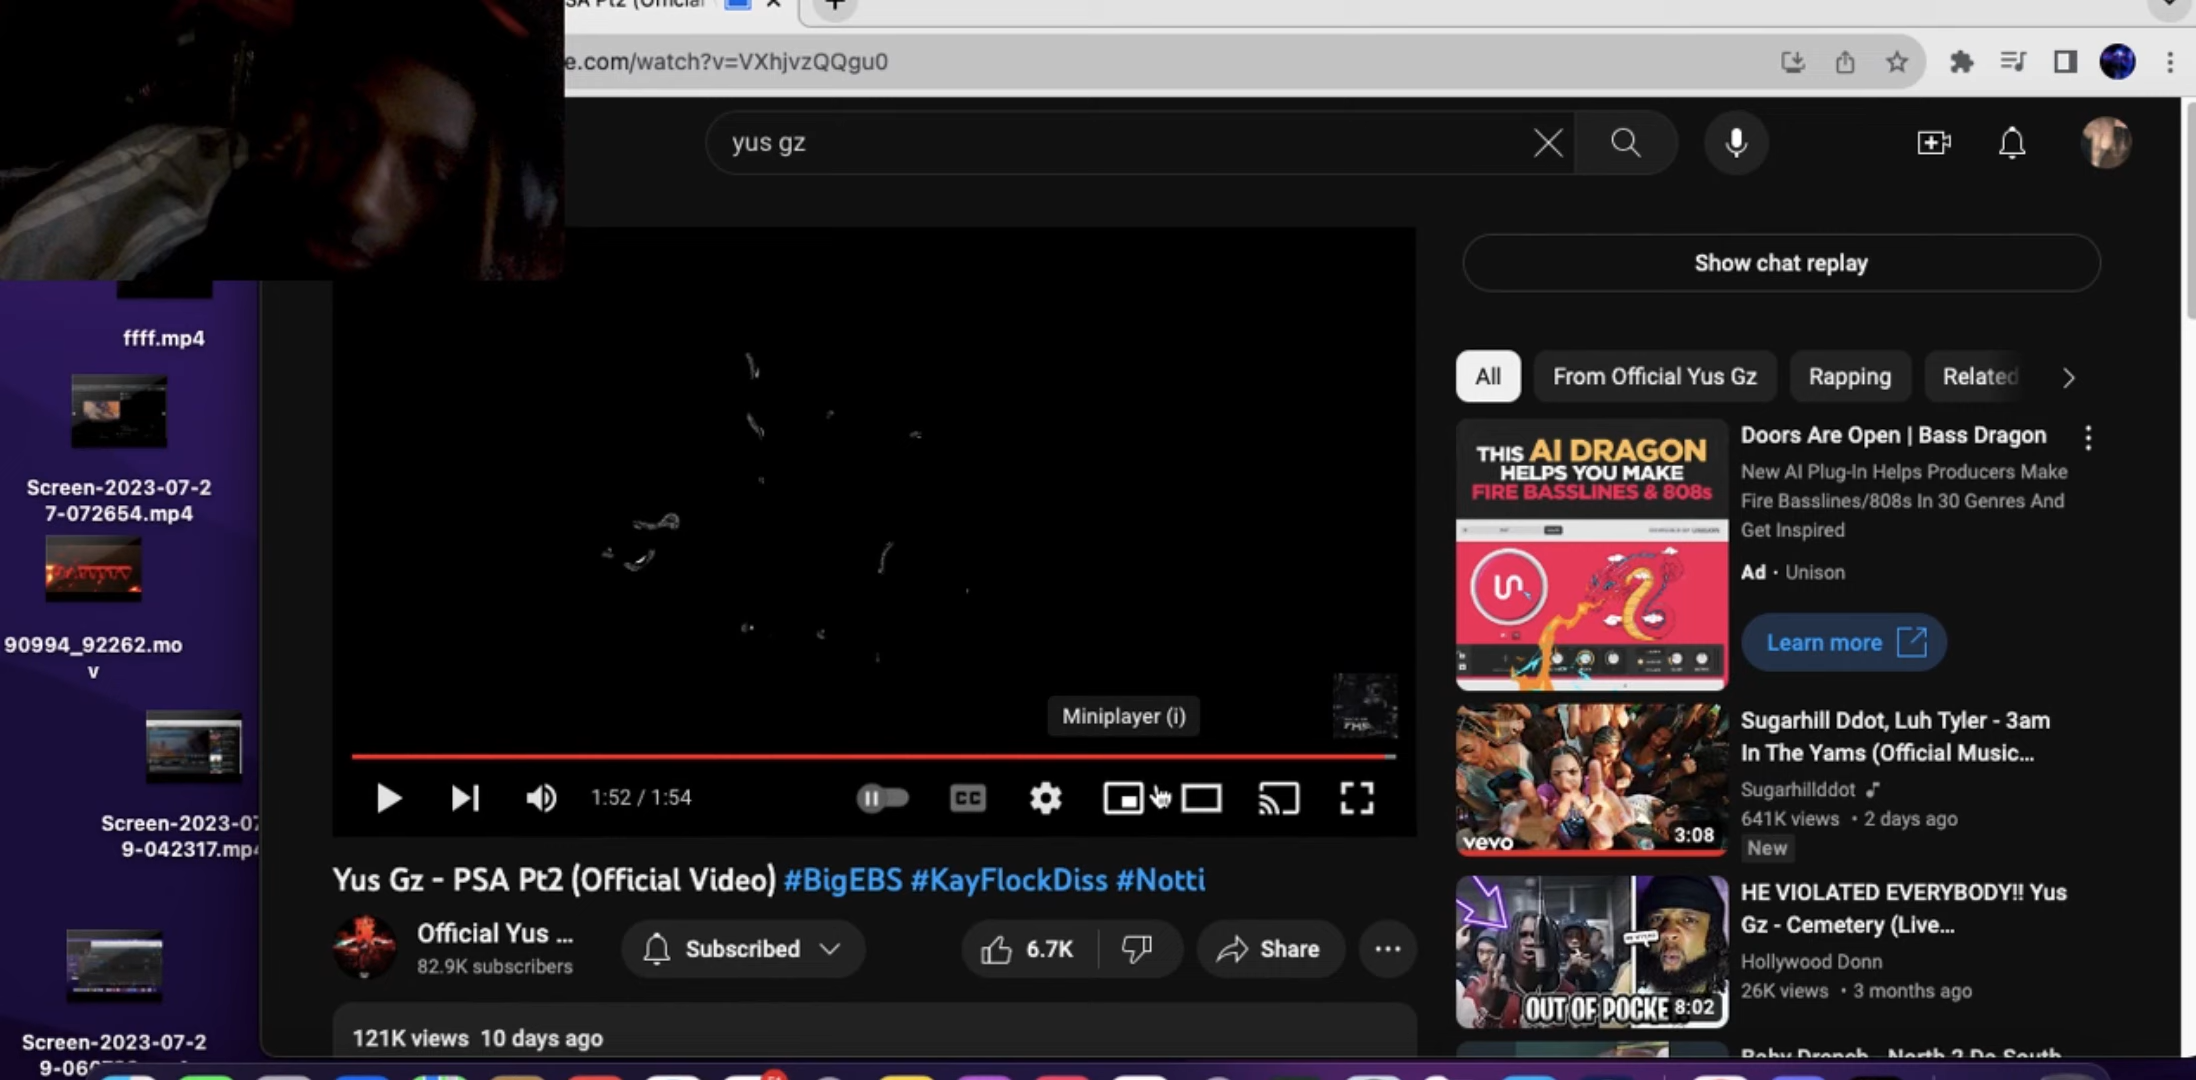 SA Pt2 (Official
e.com/watch?v=VXhjvzQQgu0
yus gz
Show chat replay
ffff.mp4
Screen-2023-07-2
7-072654.mp4
90994_92262.mo
v
Screen-2023-07
9-042317.mp4
Screen-2023-07-2
Miniplayer (i)
CC
1:52 / 1:54
Yus Gz - PSA Pt2 (Official Video) #BigEBS #KayFlockDiss #Notti
Official Yus ...
82.9K subscribers
Subscribed
6.7K
Share
121K views 10 days ago
All
From Official Yus Gz
Rapping
Related
THIS AI DRAGON
HELPS YOU MAKE
FIRE BASSLINES & 808s
Doors Are Open | Bass Dragon
New AI Plug-In Helps Producers Make
Fire Basslines/808s In 30 Genres And
Get Inspired
Ad · Unison
Learn more
vevo
3:08
Sugarhill Ddot, Luh Tyler - 3am
In The Yams (Official Music...
Sugarhillddot
641K views • 2 days ago
New
OUT OF POCKE
8:02
HE VIOLATED EVERYBODY!! Yus
Gz - Cemetery (Live...
Hollywood Donn
26K views • 3 months ago